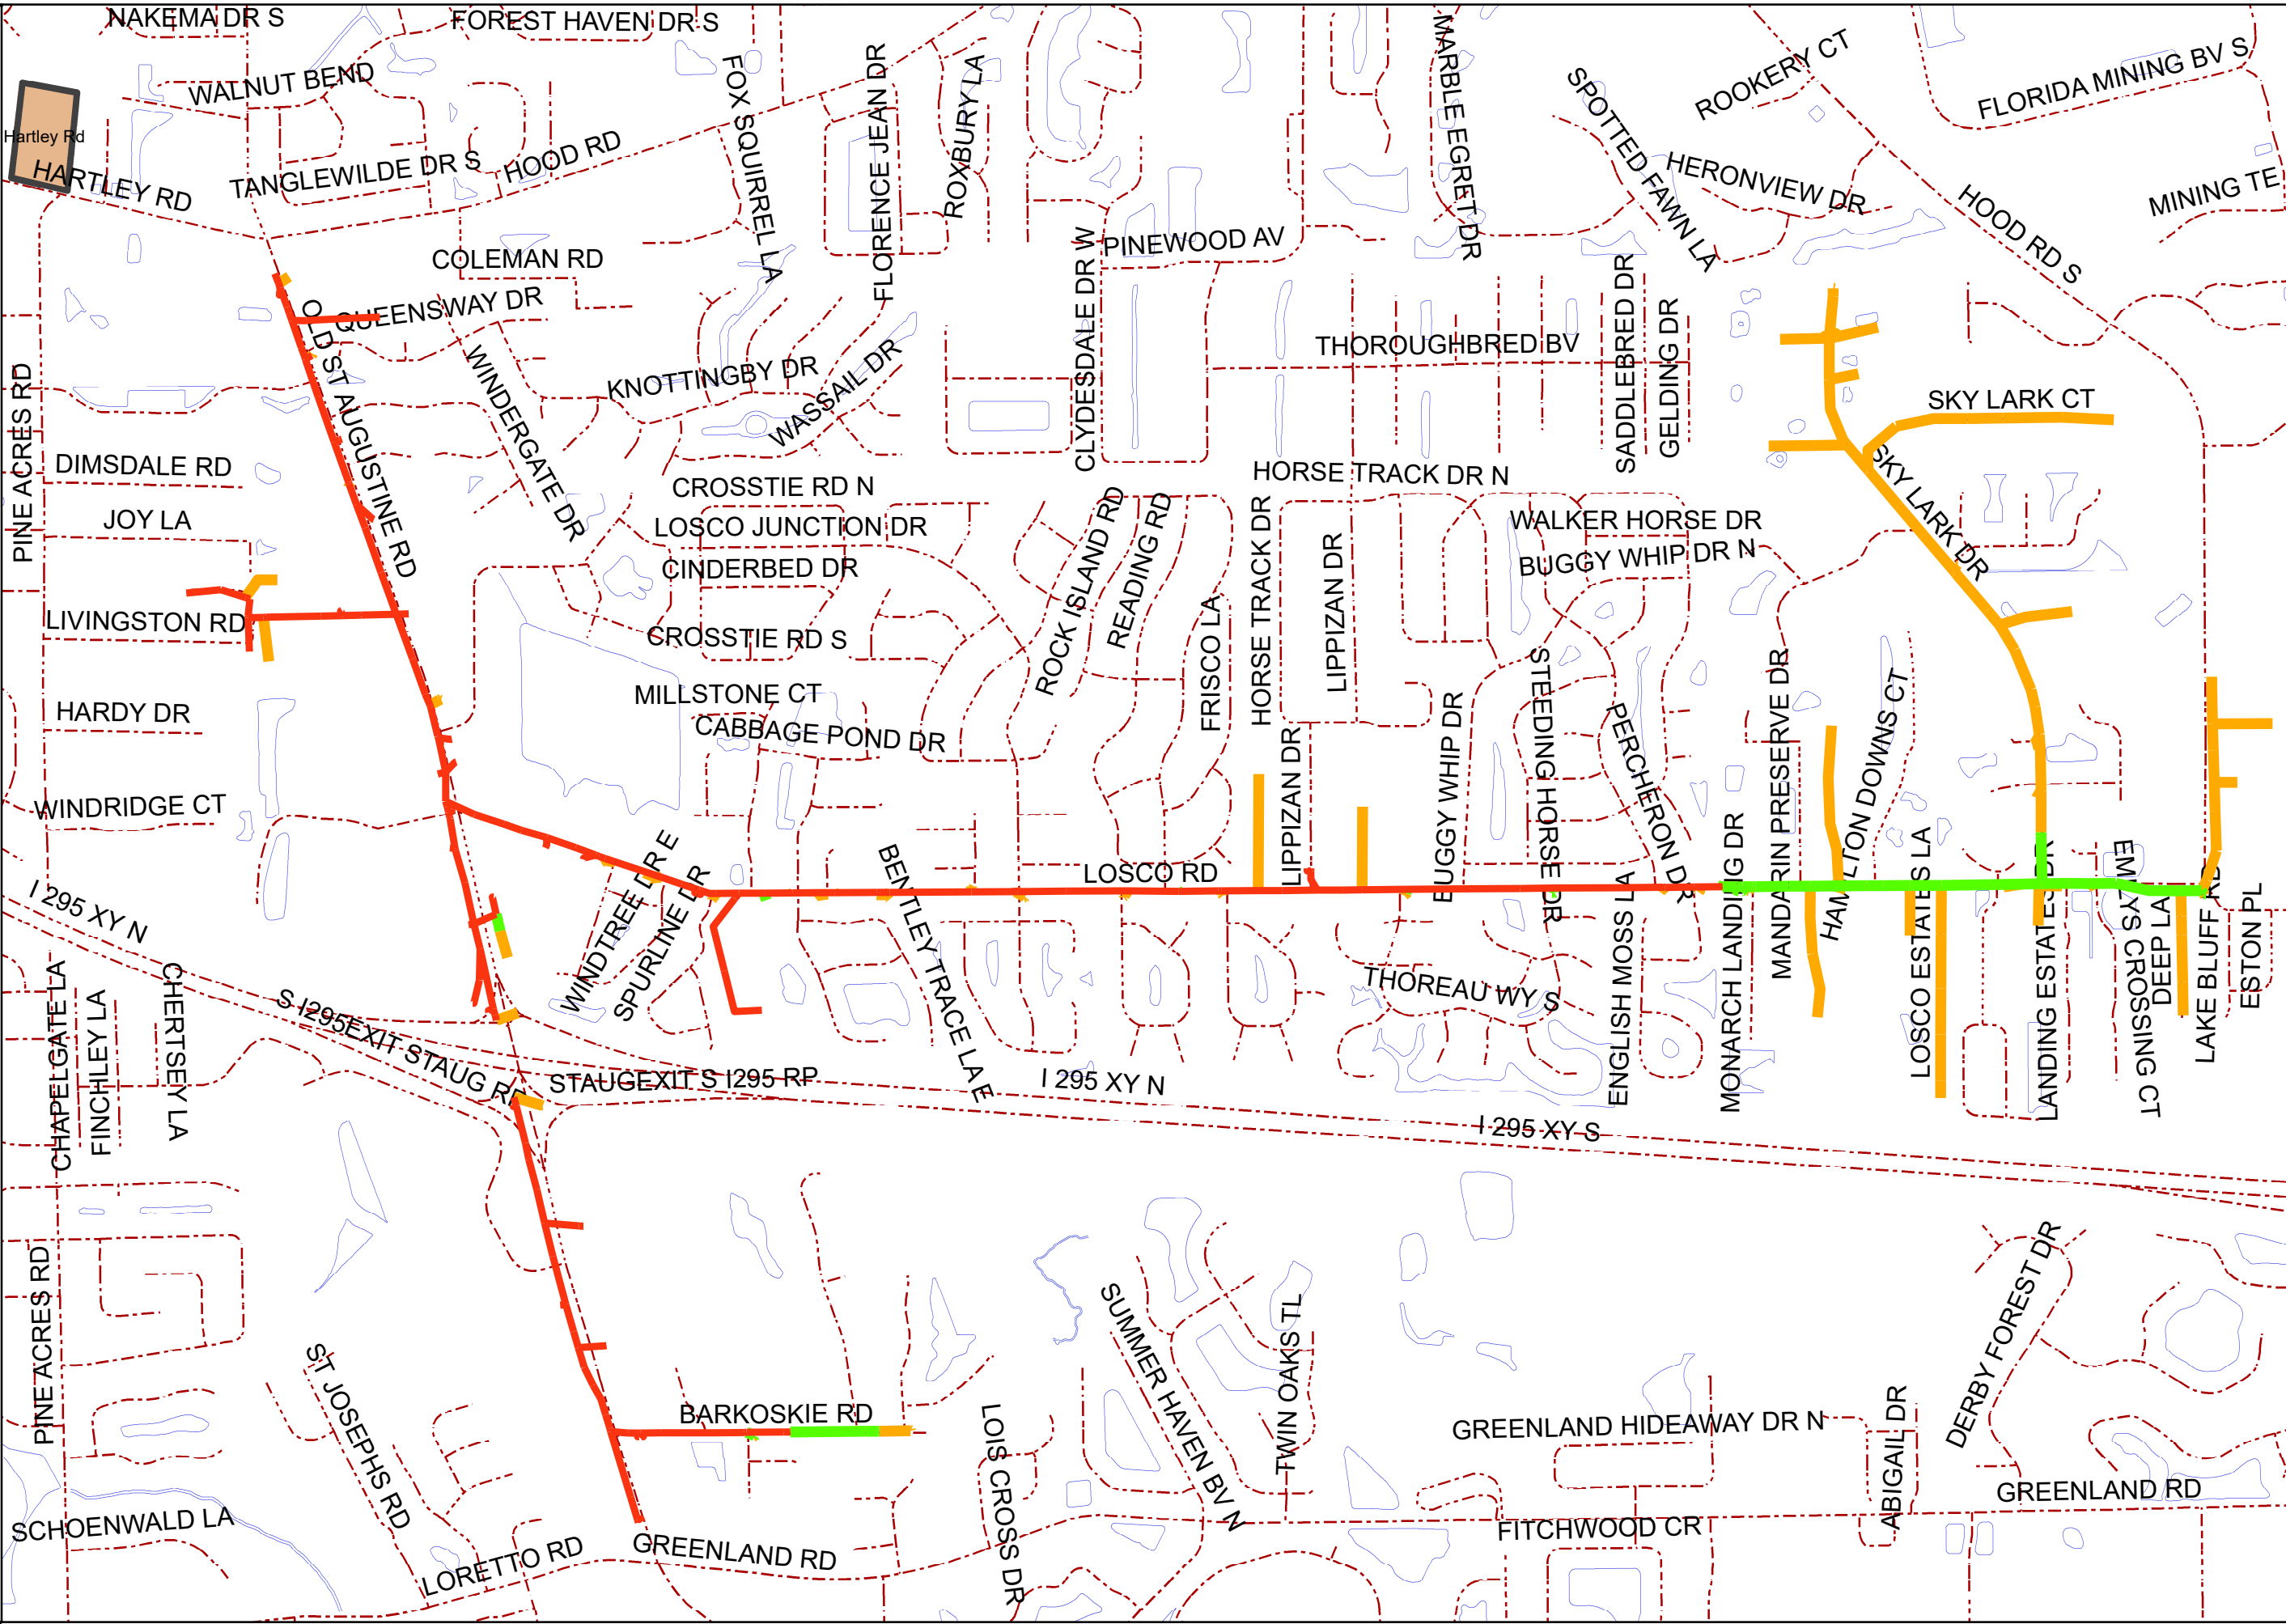 NAKEMA DR S
FOREST HAVEN DR S
WALNUT BEND
FOX SQUIRREL LA
FLORENCE JEAN DR
ROXBURY LA
MARBLE EGRET DR
SPOTTED FAWN LA
ROOKERY CT
FLORIDA MINING BV S
Hartley Rd
HARTLEY RD
TANGLEWILDE DR S
HOOD RD
HERONVIEW DR
HOOD RD S
MINING TE
COLEMAN RD
PINEWOOD AV
CLYDESDALE DR W
QUEENSWAY DR
OLD ST AUGUSTINE RD
WINDERGATE DR
KNOTTINGBY DR
WASSAIL DR
THOROUGHBRED BV
SADDLEBRED DR
GELDING DR
SKY LARK CT
SKY LARK DR
PINE ACRES RD
DIMSDALE RD
JOY LA
CROSSTIE RD N
LOSCO JUNCTION DR
CINDERBED DR
CROSSTIE RD S
HORSE TRACK DR N
WALKER HORSE DR
BUGGY WHIP DR N
ROCK ISLAND RD
READING RD
FRISCO LA
HORSE TRACK DR
LIPPIZAN DR
LIVINGSTON RD
HARDY DR
MILLSTONE CT
CABBAGE POND DR
WINDRIDGE CT
LIPPIZAN DR
BUGGY WHIP DR
STEEDING HORSE DR
PERCHERON DR
MANDARIN PRESERVE DR
HAMILTON DOWNS CT
MONARCH LANDING DR
LOSCO RD
WINDTREE DR E
SPURLINE DR
BENTLEY TRACE LA E
ENGLISH MOSS LA
LOSCO ESTATES LA
LANDING ESTATES DR
EMILYS CROSSING CT
DEEP LA
LAKE BLUFF RD
ESTON PL
I 295 XY N
S I295EXIT STAUG RD
THOREAU WY S
CHAPELGATE LA
FINCHLEY LA
CHERTSEY LA
STAUGEXIT S I295 RP
I 295 XY N
I 295 XY S
PINE ACRES RD
ST JOSEPHS RD
BARKOSKIE RD
LOIS CROSS DR
SUMMER HAVEN BV N
TWIN OAKS TL
GREENLAND HIDEAWAY DR N
ABIGAIL DR
DERBY FOREST DR
GREENLAND RD
SCHOENWALD LA
LORETTO RD
GREENLAND RD
FITCHWOOD CR